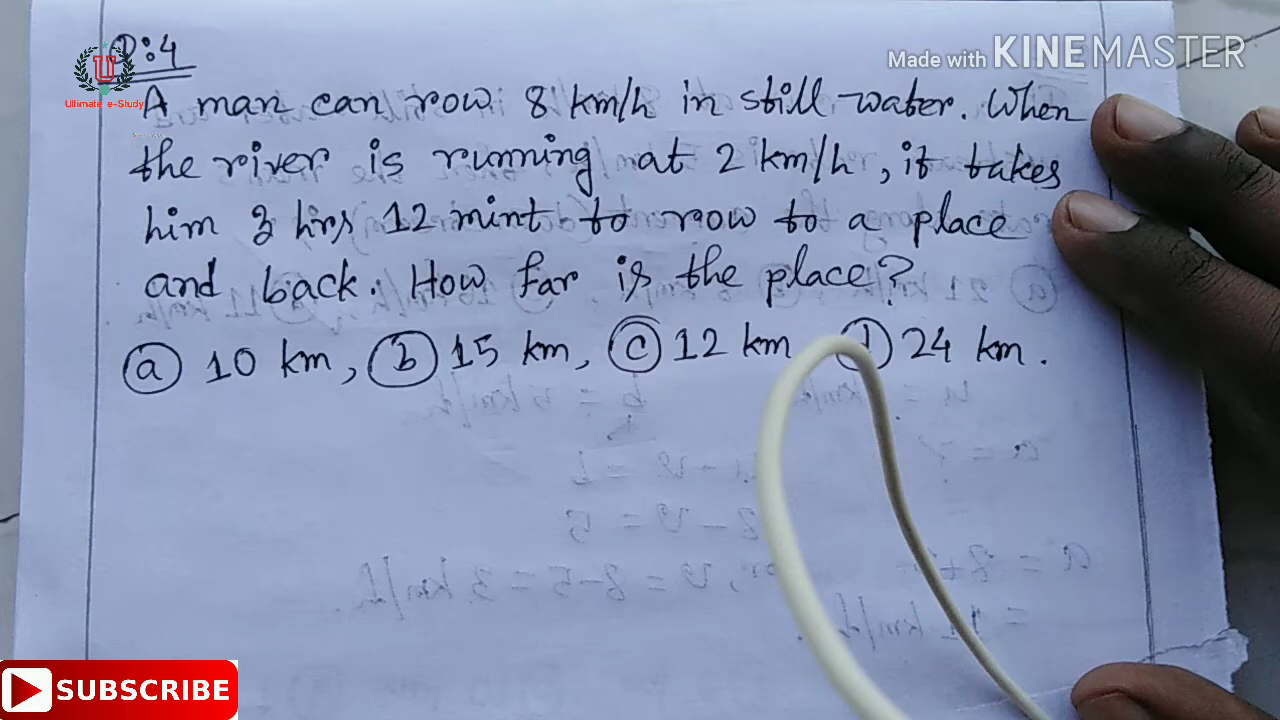 Q:4
U
Ultimate e-Study
Made with KINEMASTER
A man can row 8 km/h in still water. When
the river is running at 2 km/h, it takes
him 3 hrs 12 mint to row to a place
and back. How far is the place?
(a) 10 km, (b) 15 km, (c) 12 km (d) 24 km.
SUBSCRIBE